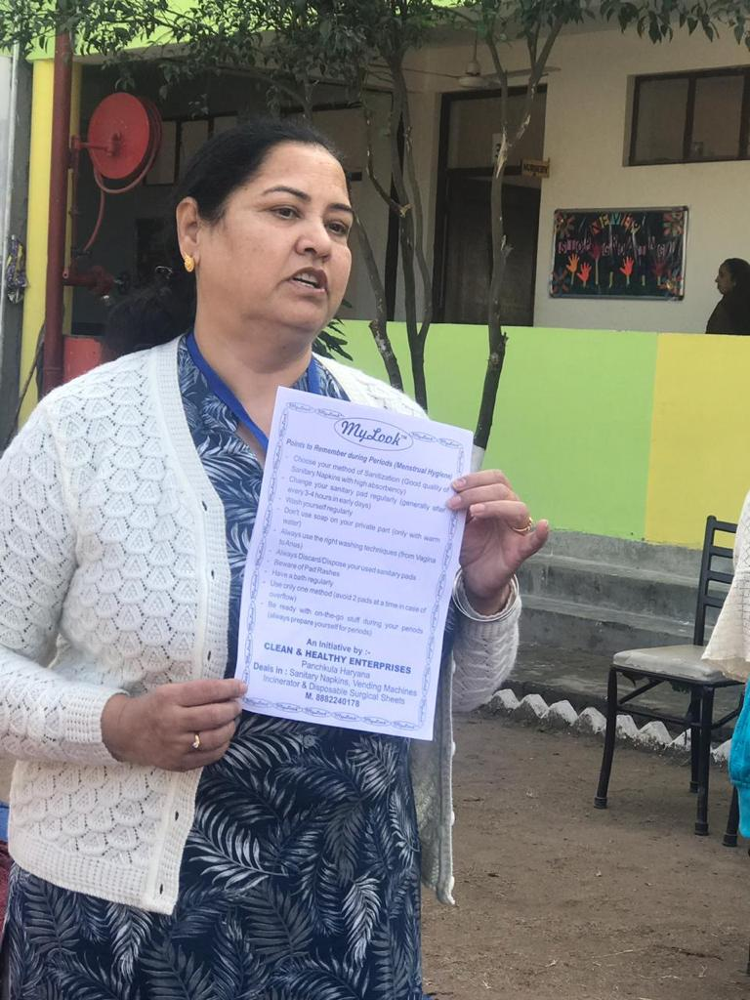 MyLook™
Points to Remember during Periods (Menstrual Hygiene)
- Choose your method of Sanitization (Good quality of
Sanitary Napkins with high absorbency)
- Change your sanitary pad regularly (generally after
every 3-4 hours in early days)
- Wash yourself regularly
- Don't use soap on your private part (only with warm
water)
- Always use the right washing techniques (from Vagina
to Anus)
- Always Discard/Dispose your used sanitary pads
- Beware of Pad Rashes
- Have a bath regularly
- Use only one method (avoid 2 pads at a time in case of
overflow)
- Be ready with on-the-go stuff during your periods
(always prepare yourself for periods)
An Initiative by :-
CLEAN & HEALTHY ENTERPRISES
Panchkula Haryana
Deals in : Sanitary Napkins, Vending Machines
Incinerator & Disposable Surgical Sheets
M. 8882240178
NURSERY
NEVER